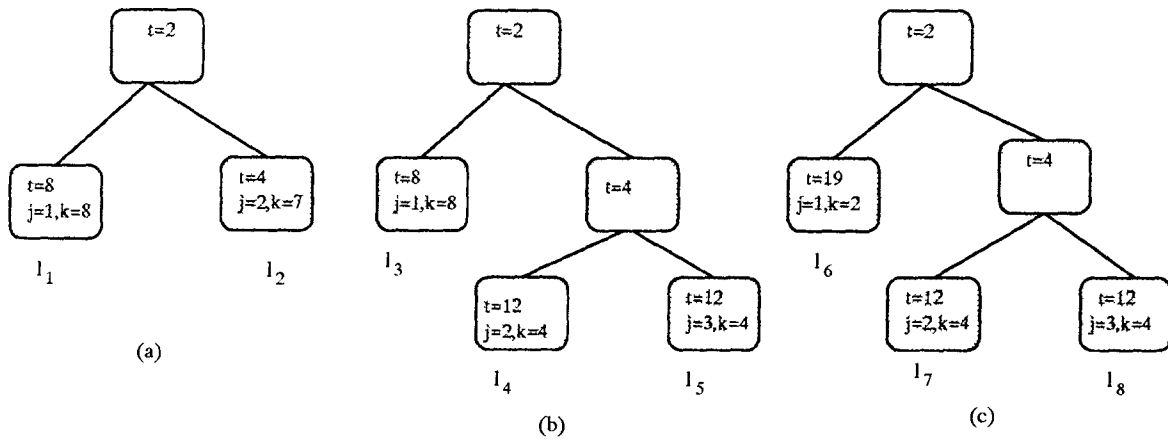 t=2
t=8
j=1,k=8
t=4
j=2,k=7
l1
l2
(a)
t=2
t=8
j=1,k=8
t=4
l3
t=12
j=2,k=4
t=12
j=3,k=4
l4
l5
(b)
t=2
t=19
j=1,k=2
t=4
l6
t=12
j=2,k=4
t=12
j=3,k=4
l7
l8
(c)